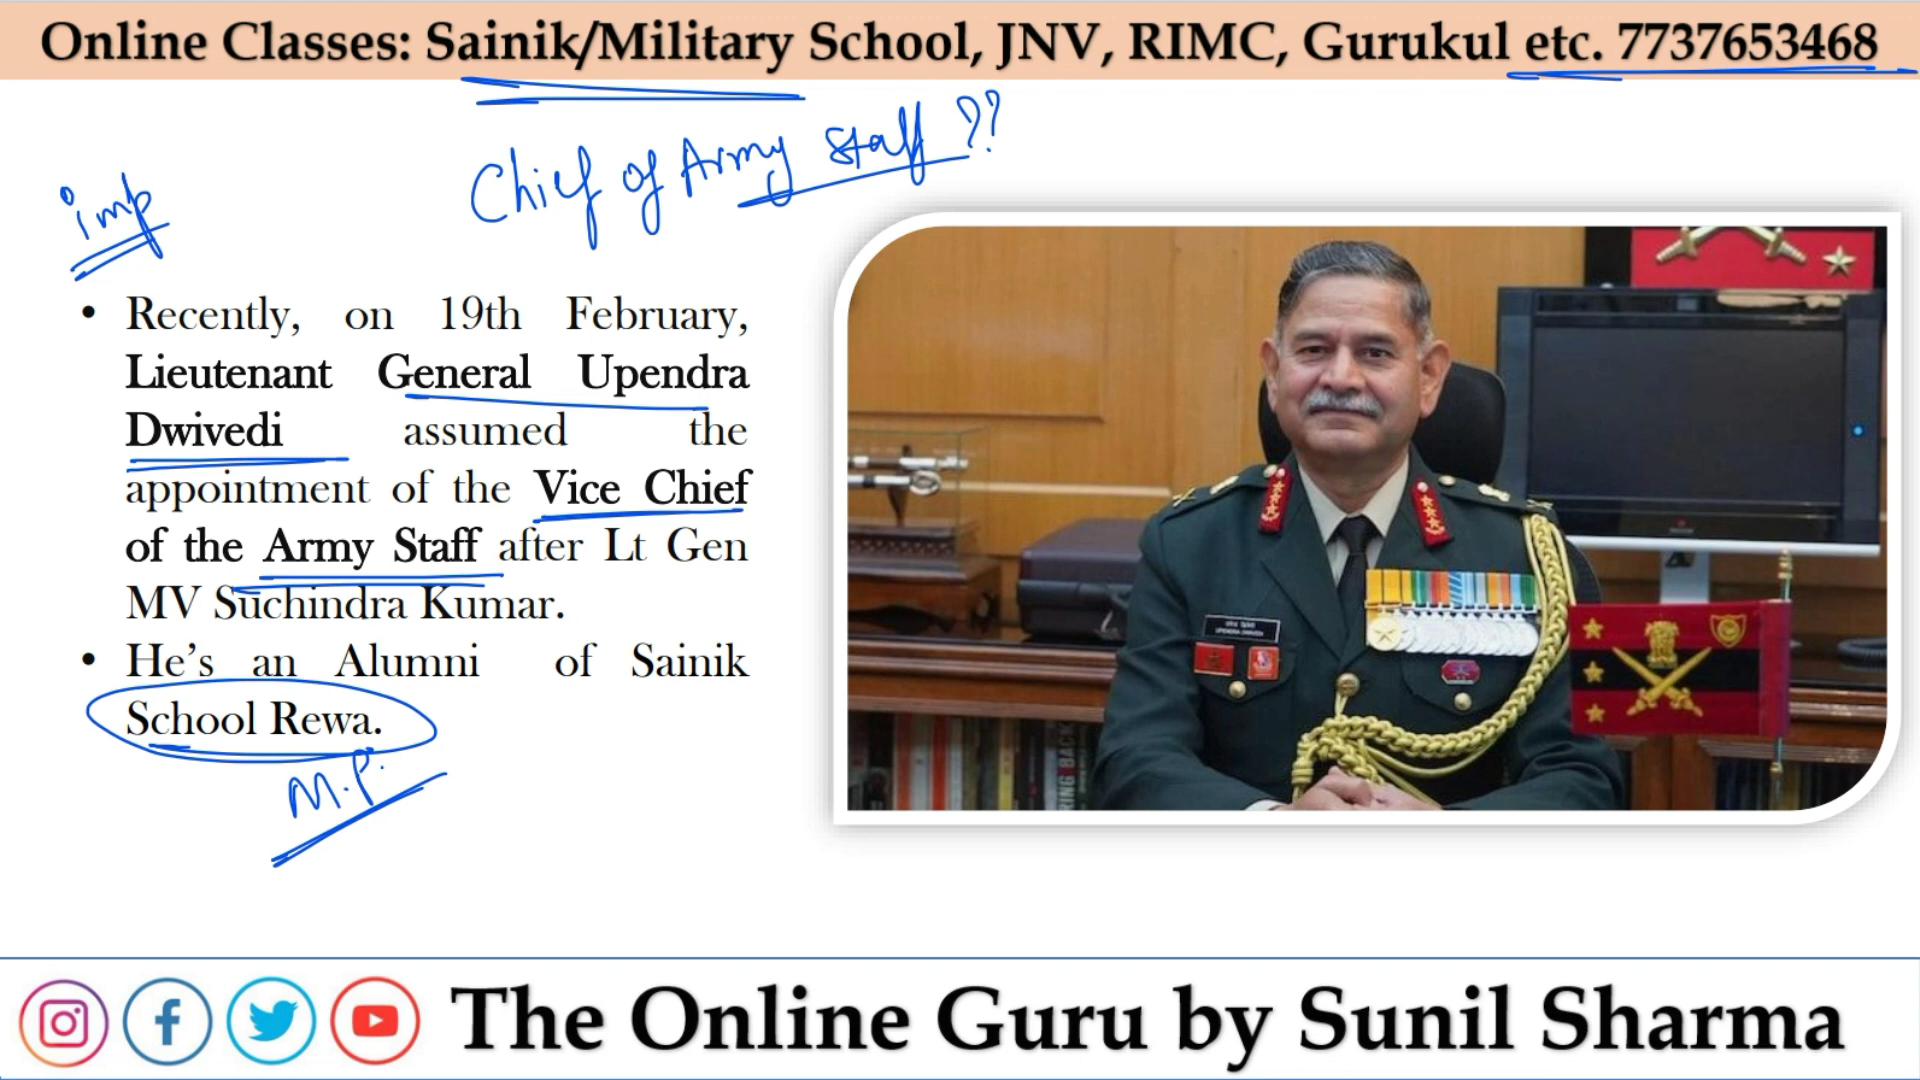 Online Classes: Sainik/Military School, JNV, RIMC, Gurukul etc. 7737653468
Chief of Army Staff ??
imp
• Recently, on 19th February,
Lieutenant General Upendra
Dwivedi assumed the
appointment of the Vice Chief
of the Army Staff after Lt Gen
MV Suchindra Kumar.
• He's an Alumni of Sainik
School Rewa.
M.P.
UPENDRA DWIVEDI
The Online Guru by Sunil Sharma